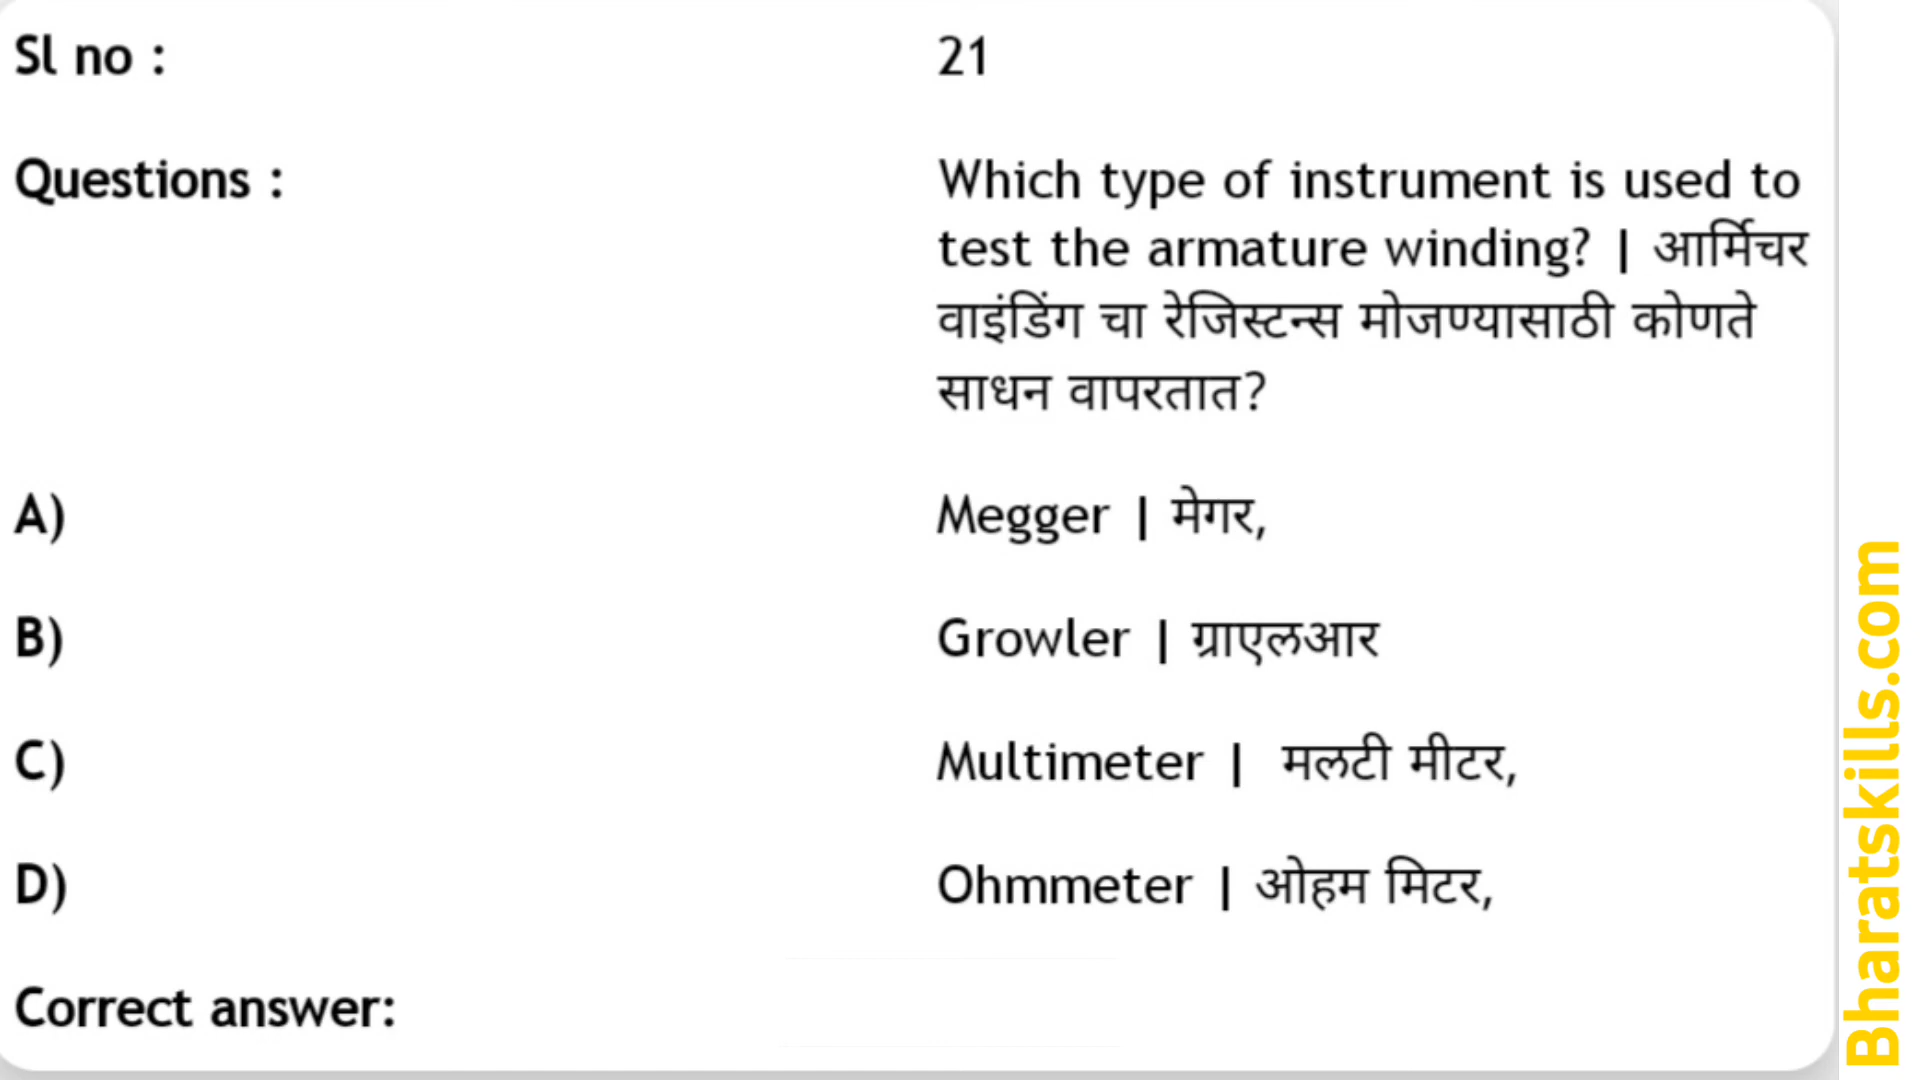 Sl no : 21
Questions : Which type of instrument is used to
test the armature winding? | आर्मिचर
वाइंडिंग चा रेजिस्टन्स मोजण्यासाठी कोणते
साधन वापरतात?
A) Megger | मेगर,
B) Growler | ग्राएलआर
C) Multimeter | मलटी मीटर,
D) Ohmmeter | ओहम मिटर,
Correct answer:
Bharatskills.com